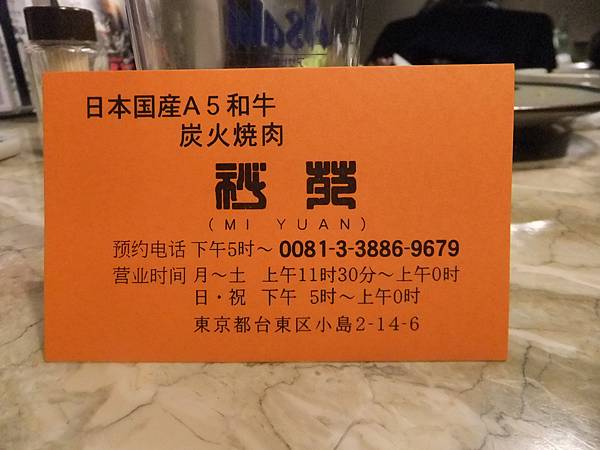 Asahi
日本国産A5和牛
炭火焼肉
秘苑
(MI YUAN)
预约电话 下午5时～ 0081-3-3886-9679
营业时间 月～土 上午11时30分～上午0时
日・祝 下午 5时～上午0时
東京都台東区小島2-14-6